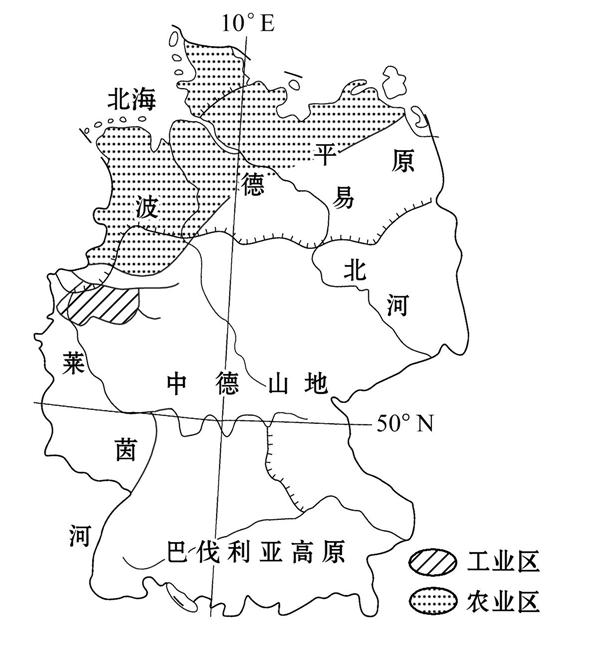 10° E
北海
波德平原
易北河
莱茵河
中德山地
50° N
巴伐利亚高原
工业区
农业区